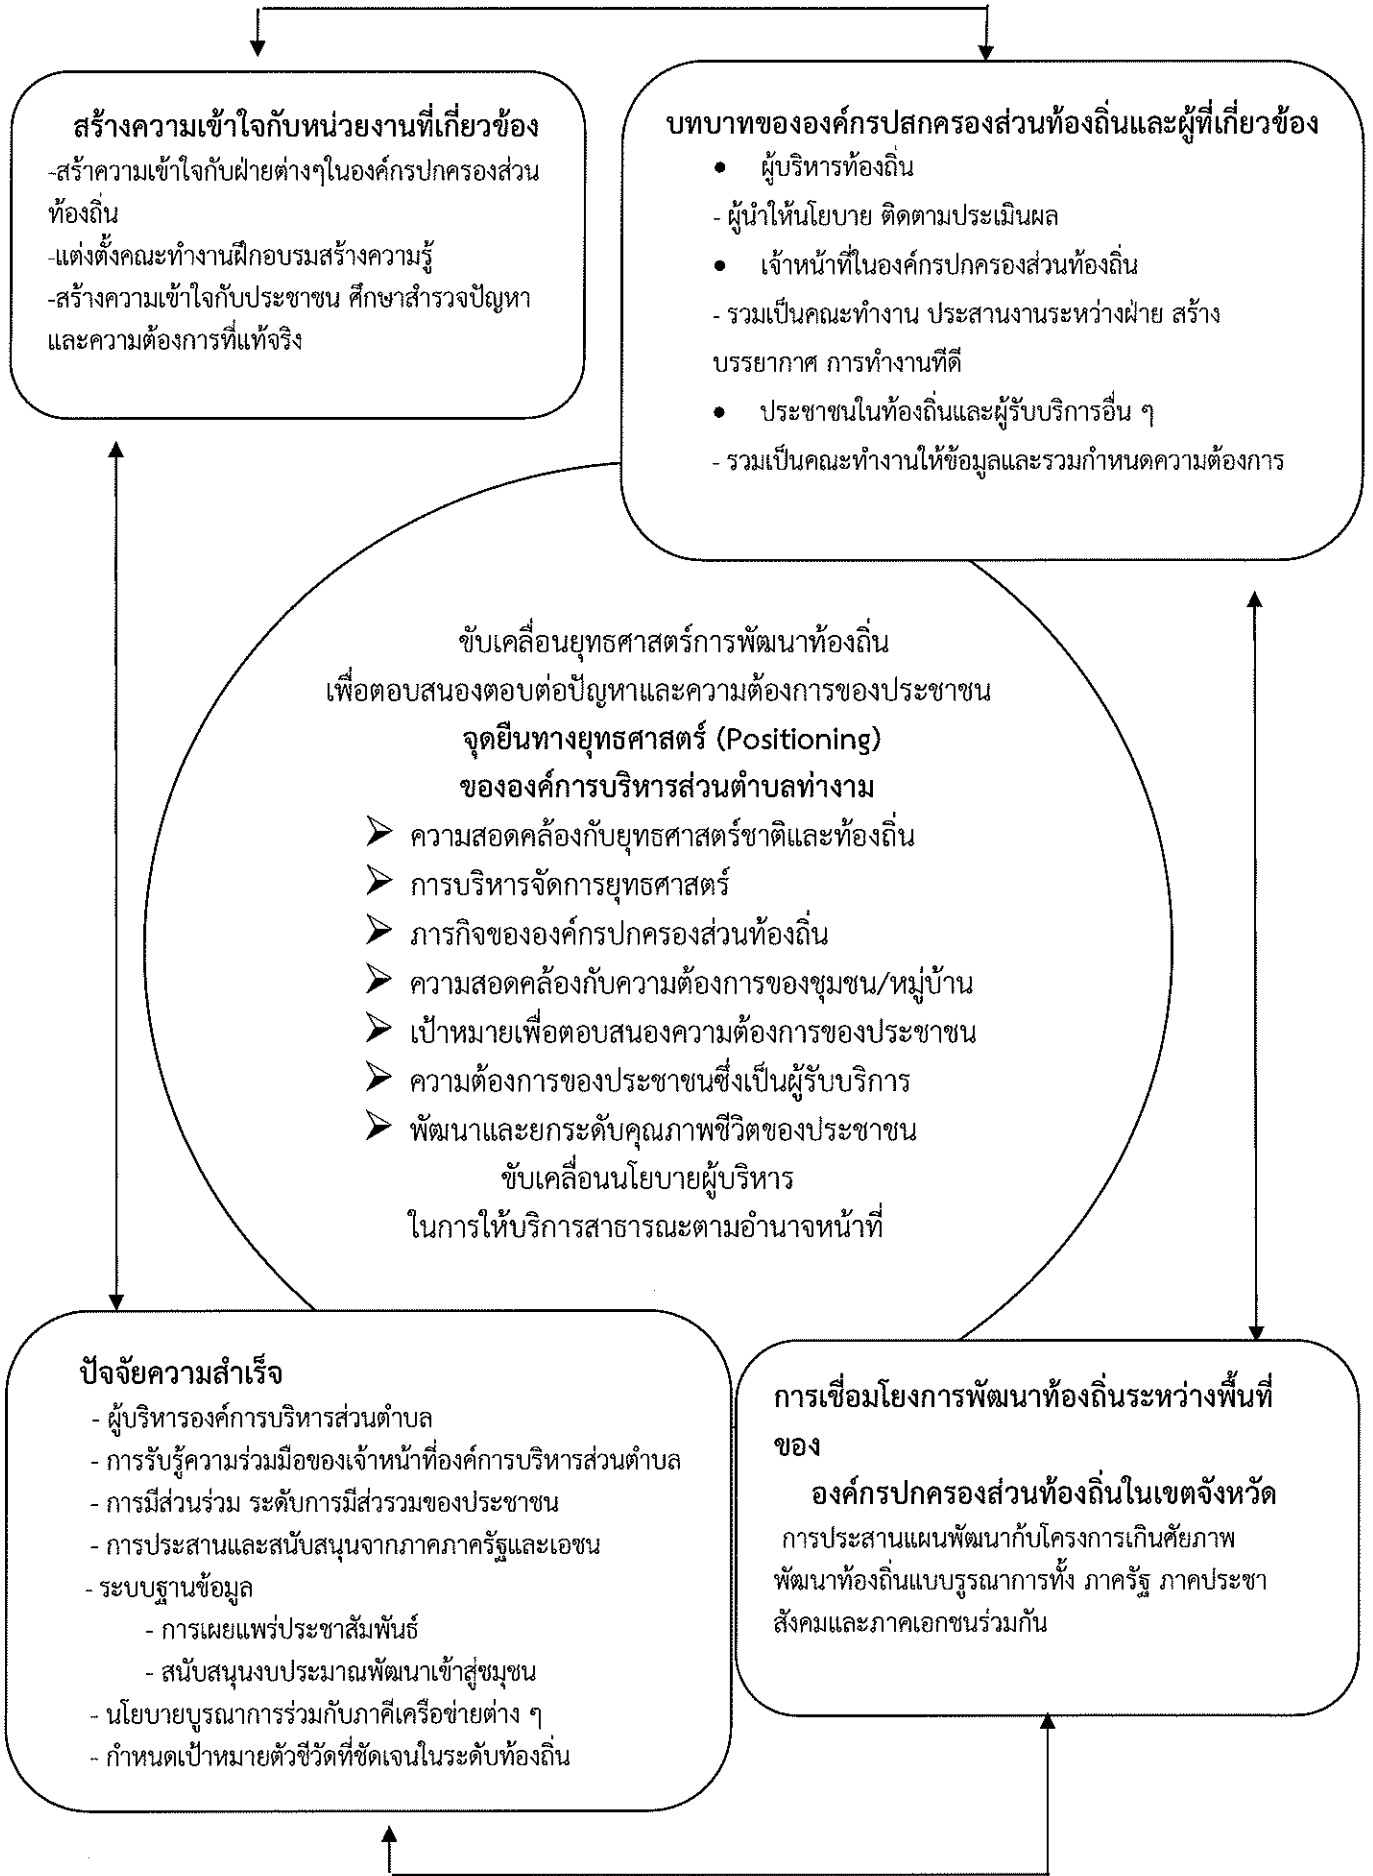 สร้างความเข้าใจกับหน่วยงานที่เกี่ยวข้อง
-สร้าความเข้าใจกับฝ่ายต่างๆในองค์กรปกครองส่วน
ท้องถิ่น
-แต่งตั้งคณะทำงานฝึกอบรมสร้างความรู้
-สร้างความเข้าใจกับประชาชน ศึกษาสำรวจปัญหา
และความต้องการที่แท้จริง
บทบาทขององค์กรปสกครองส่วนท้องถิ่นและผู้ที่เกี่ยวข้อง
• ผู้บริหารท้องถิ่น
- ผู้นำให้นโยบาย ติดตามประเมินผล
• เจ้าหน้าที่ในองค์กรปกครองส่วนท้องถิ่น
- รวมเป็นคณะทำงาน ประสานงานระหว่างฝ่าย สร้าง
บรรยากาศ การทำงานทีดี
• ประชาชนในท้องถิ่นและผู้รับบริการอื่น ๆ
- รวมเป็นคณะทำงานให้ข้อมูลและรวมกำหนดความต้องการ
ขับเคลื่อนยุทธศาสตร์การพัฒนาท้องถิ่น
เพื่อตอบสนองตอบต่อปัญหาและความต้องการของประชาชน
จุดยืนทางยุทธศาสตร์ (Positioning)
ขององค์การบริหารส่วนตำบลท่างาม
➢ ความสอดคล้องกับยุทธศาสตร์ชาติและท้องถิ่น
➢ การบริหารจัดการยุทธศาสตร์
➢ ภารกิจขององค์กรปกครองส่วนท้องถิ่น
➢ ความสอดคล้องกับความต้องการของชุมชน/หมู่บ้าน
➢ เป้าหมายเพื่อตอบสนองความต้องการของประชาชน
➢ ความต้องการของประชาชนซึ่งเป็นผู้รับบริการ
➢ พัฒนาและยกระดับคุณภาพชีวิตของประชาชน
ขับเคลื่อนนโยบายผู้บริหาร
ในการให้บริการสาธารณะตามอำนาจหน้าที่
ปัจจัยความสำเร็จ
- ผู้บริหารองค์การบริหารส่วนตำบล
- การรับรู้ความร่วมมือของเจ้าหน้าที่องค์การบริหารส่วนตำบล
- การมีส่วนร่วม ระดับการมีส่วรวมของประชาชน
- การประสานและสนับสนุนจากภาคภาครัฐและเอชน
- ระบบฐานข้อมูล
- การเผยแพร่ประชาสัมพันธ์
- สนับสนุนงบประมาณพัฒนาเข้าสู่ชมุชน
- นโยบายบูรณาการร่วมกับภาคีเครือข่ายต่าง ๆ
- กำหนดเป้าหมายตัวชีวัดที่ชัดเจนในระดับท้องถิ่น
การเชื่อมโยงการพัฒนาท้องถิ่นระหว่างพื้นที่
ของ
องค์กรปกครองส่วนท้องถิ่นในเขตจังหวัด
การประสานแผนพัฒนาก้บโครงการเกินศัยภาพ
พัฒนาท้องถิ่นแบบรูรณาการทั้ง ภาครัฐ ภาคประชา
สังคมและภาคเอกชนร่วมกัน